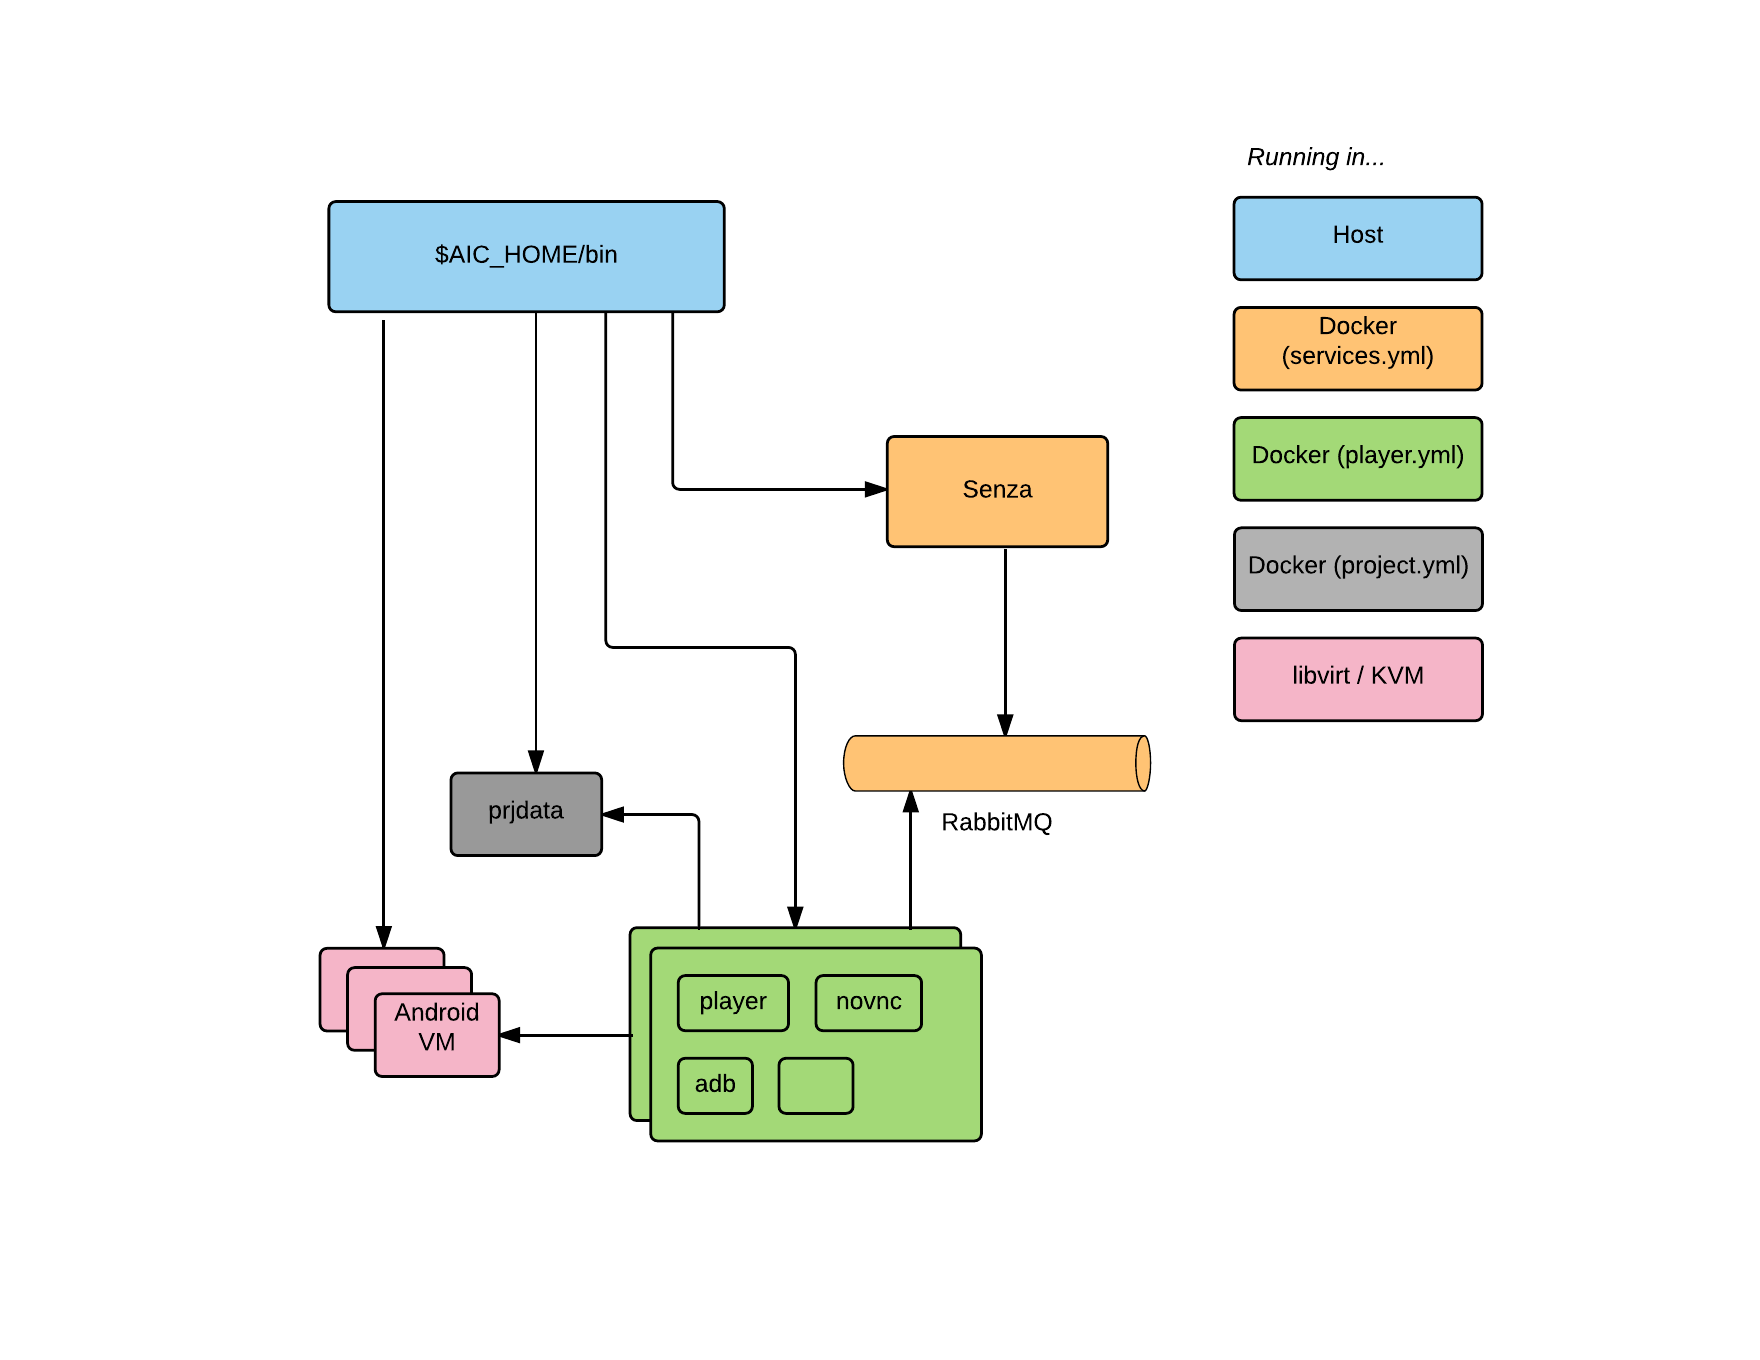 Running in...
$AIC_HOME/bin
Host
Docker
(services.yml)
Docker (player.yml)
Senza
Docker (project.yml)
libvirt / KVM
prjdata
RabbitMQ
Android
VM
player
novnc
adb